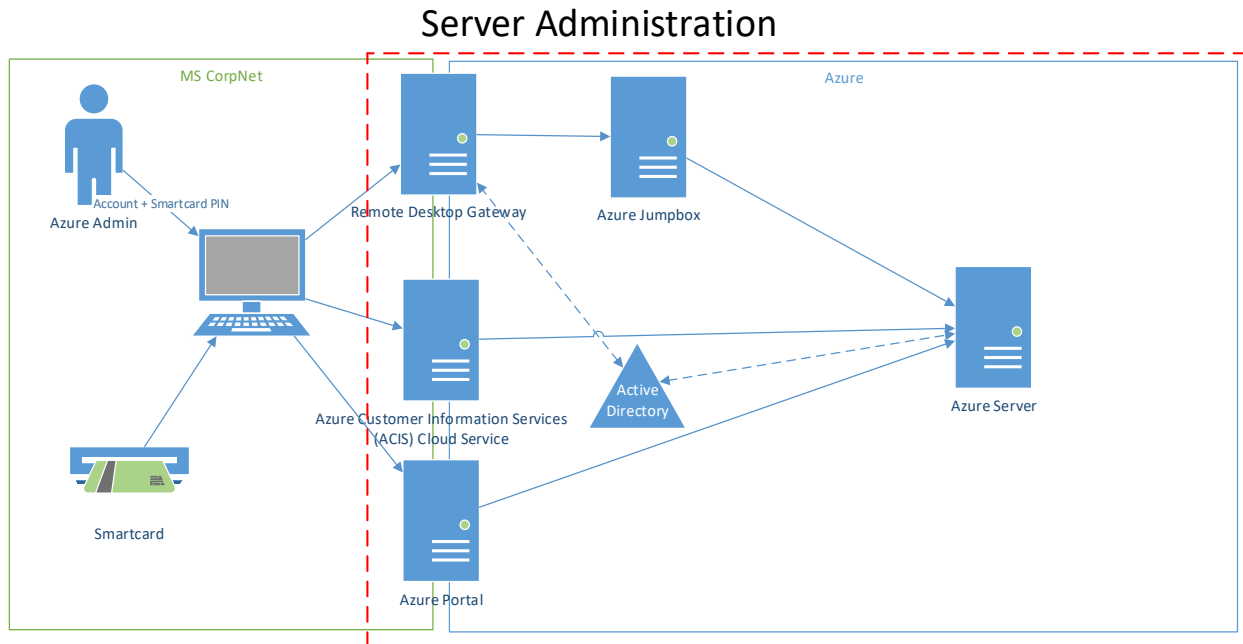 Server Administration
MS CorpNet
Azure
Account + Smartcard PIN
Azure Admin
Remote Desktop Gateway
Azure Jumpbox
Azure Customer Information Services
(ACIS) Cloud Service
Active
Directory
Azure Server
Smartcard
Azure Portal